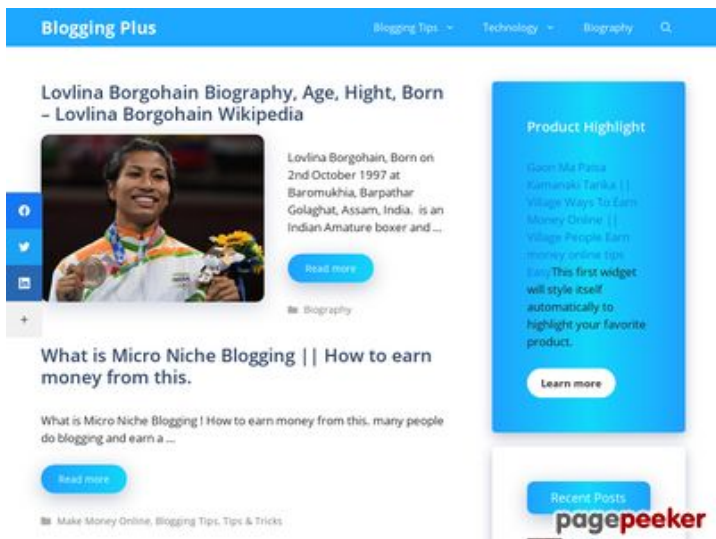 Blogging Plus
Blogging Tips
Technology
Biography
Lovlina Borgohain Biography, Age, Hight, Born
– Lovlina Borgohain Wikipedia
Lovlina Borgohain, Born on
2nd October 1997 at
Baromukhia, Barpathar
Golaghat, Assam, India.  is an
Indian Amature boxer and ...
Read more
Biography
What is Micro Niche Blogging || How to earn
money from this.
What is Micro Niche Blogging ! How to earn money from this. many people
do blogging and earn a ...
Read more
Make Money Online, Blogging Tips, Tips & Tricks
Product Highlight
Gaon Ma Paisa
Kamanaki Tarika ||
Village Ways To Earn
Money Online ||
Village People Earn
money online tips
EasyThis first widget
will style itself
automatically to
highlight your favorite
product.
Learn more
Recent Posts
pagepeeker